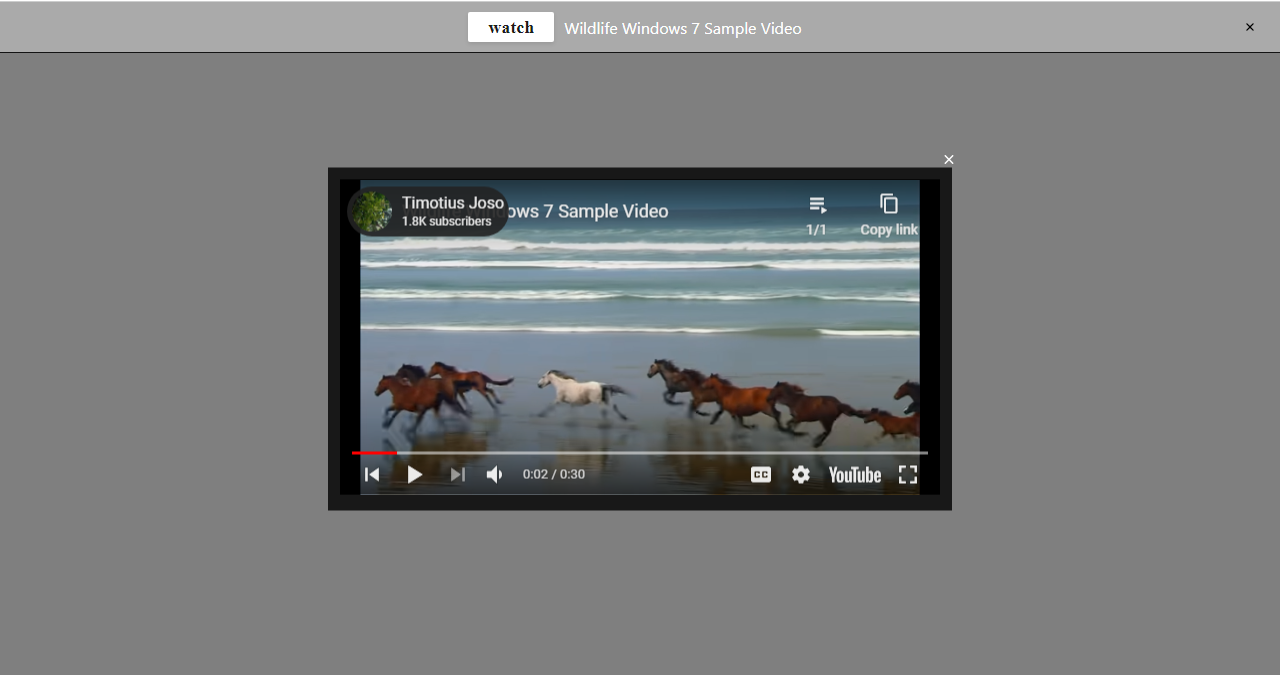 watch Wildlife Windows 7 Sample Video
Timotius Joso
1.8K subscribers
Windows 7 Sample Video
1/1
Copy link
0:02 / 0:30
CC
YouTube